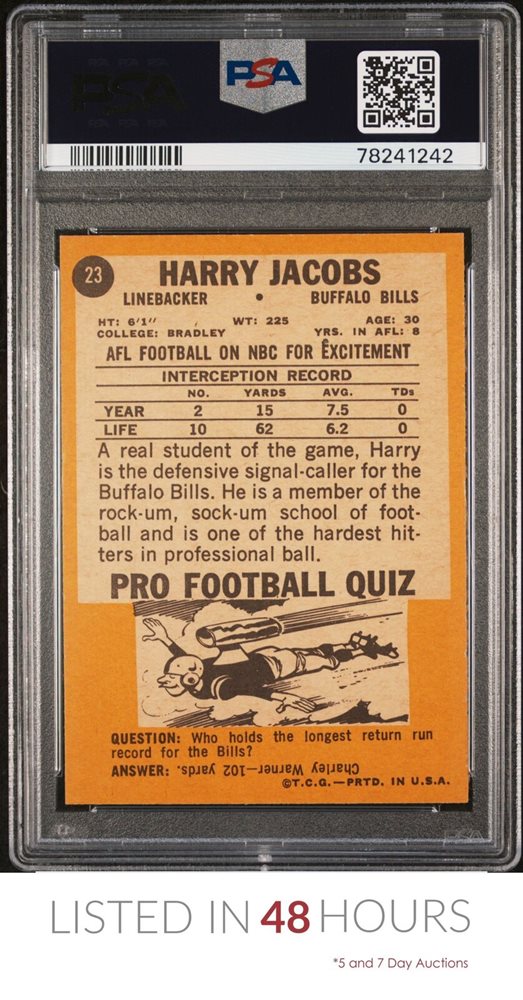 PSA
78241242
23
HARRY JACOBS
LINEBACKER • BUFFALO BILLS
HT: 6'1" WT: 225 AGE: 30
COLLEGE: BRADLEY YRS. IN AFL: 8
AFL FOOTBALL ON NBC FOR EXCITEMENT
INTERCEPTION RECORD
NO. YARDS AVG. TDs
YEAR 2 15 7.5 0
LIFE 10 62 6.2 0
A real student of the game, Harry
is the defensive signal-caller for the
Buffalo Bills. He is a member of the
rock-um, sock-um school of foot-
ball and is one of the hardest hit-
ters in professional ball.
PRO FOOTBALL QUIZ
QUESTION: Who holds the longest return run
record for the Bills?
ANSWER: Charley Warner—102 yards.
©T.C.G.—PRTD. IN U.S.A.
PSA
LISTED IN 48 HOURS
*5 and 7 Day Auctions